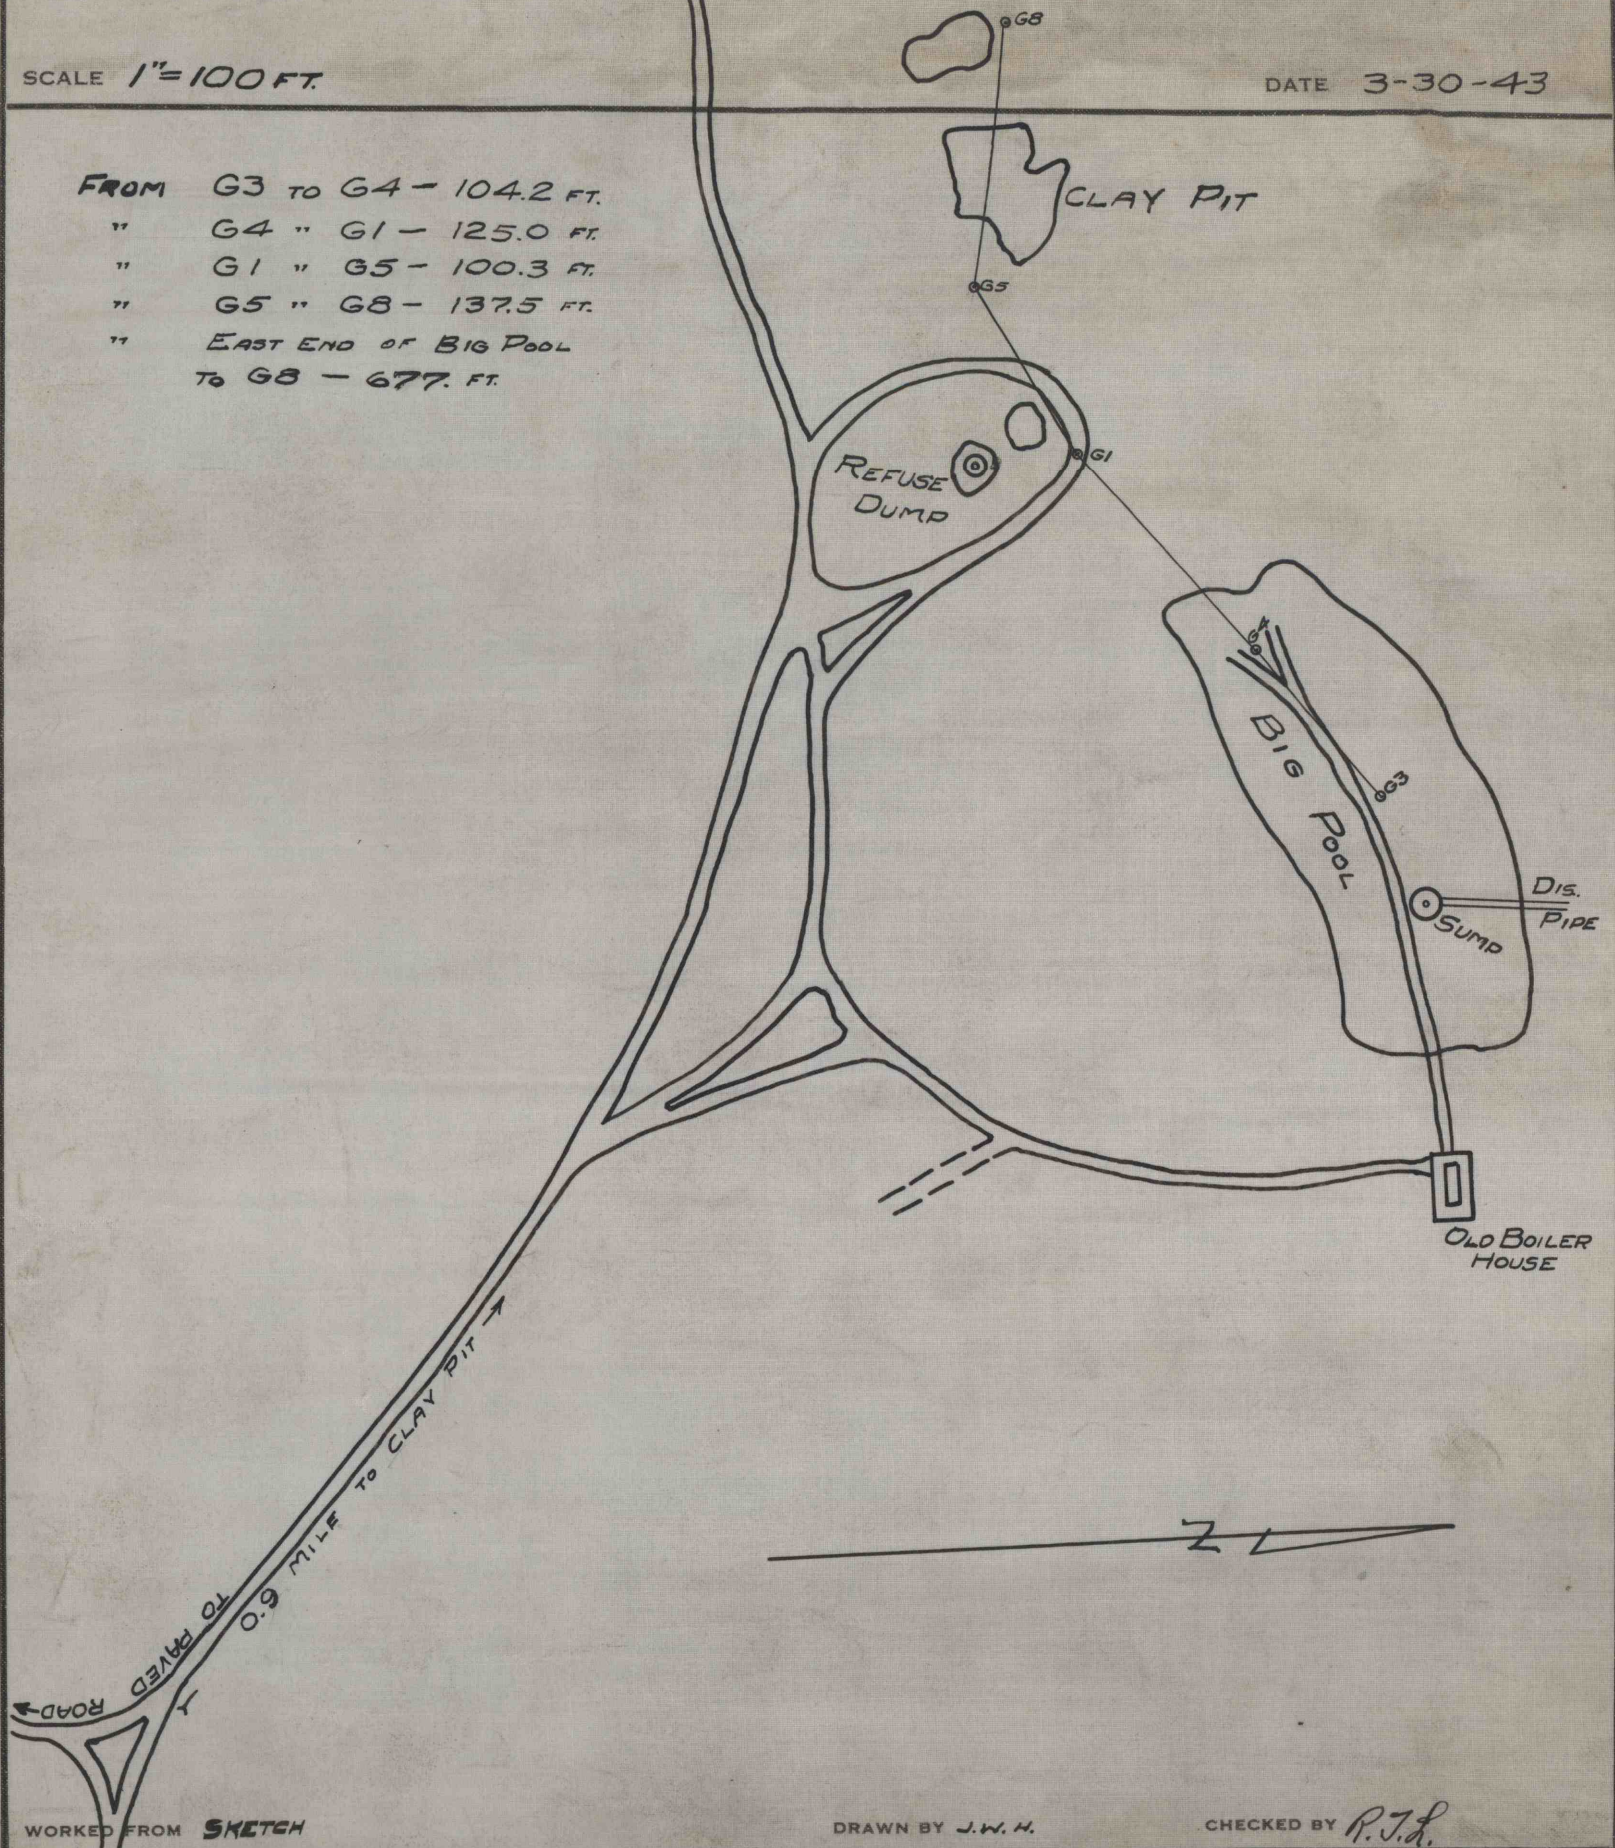 SCALE 1"=100 FT.
DATE 3-30-43
FROM G3 TO G4 - 104.2 FT.
" G4 " G1 - 125.0 FT.
" G1 " G5 - 100.3 FT.
" G5 " G8 - 137.5 FT.
" EAST END OF BIG POOL
TO G8 - 677. FT.
G8
CLAY PIT
G5
G1
REFUSE
DUMP
G4
BIG POOL
G3
SUMP
DIS.
PIPE
OLD BOILER
HOUSE
0.9 MILE TO CLAY PIT
TO PAVED ROAD
N
WORKED FROM SKETCH
DRAWN BY J.W.H.
CHECKED BY R.J.L.